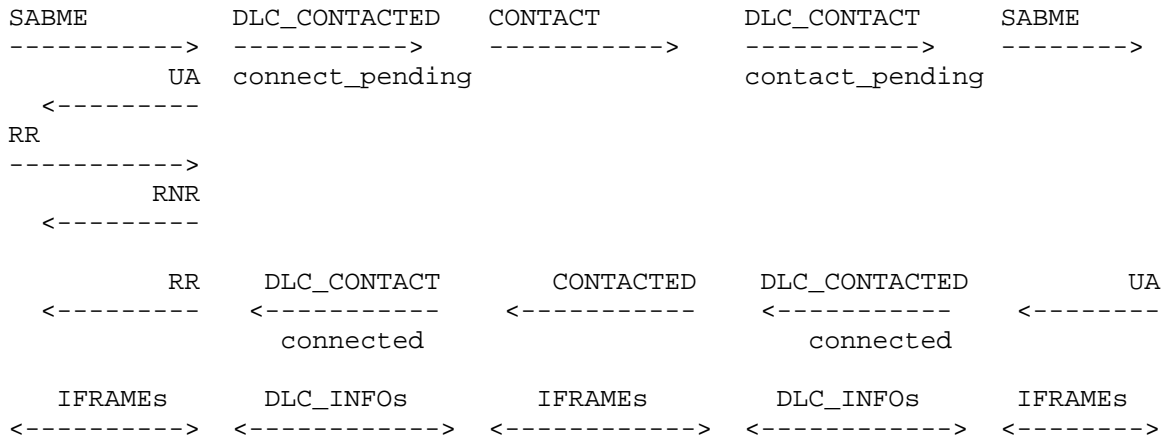 SABME DLC_CONTACTED CONTACT DLC_CONTACT SABME
-----------> -----------> -----------> -----------> -------->
UA connect_pending contact_pending
<---------
RR
----------->
RNR
<---------
RR DLC_CONTACT CONTACTED DLC_CONTACTED UA
<--------- <----------- <----------- <----------- <--------
connected connected
IFRAMEs DLC_INFOs IFRAMEs DLC_INFOs IFRAMEs
<----------> <------------> <------------> <------------> <-------->